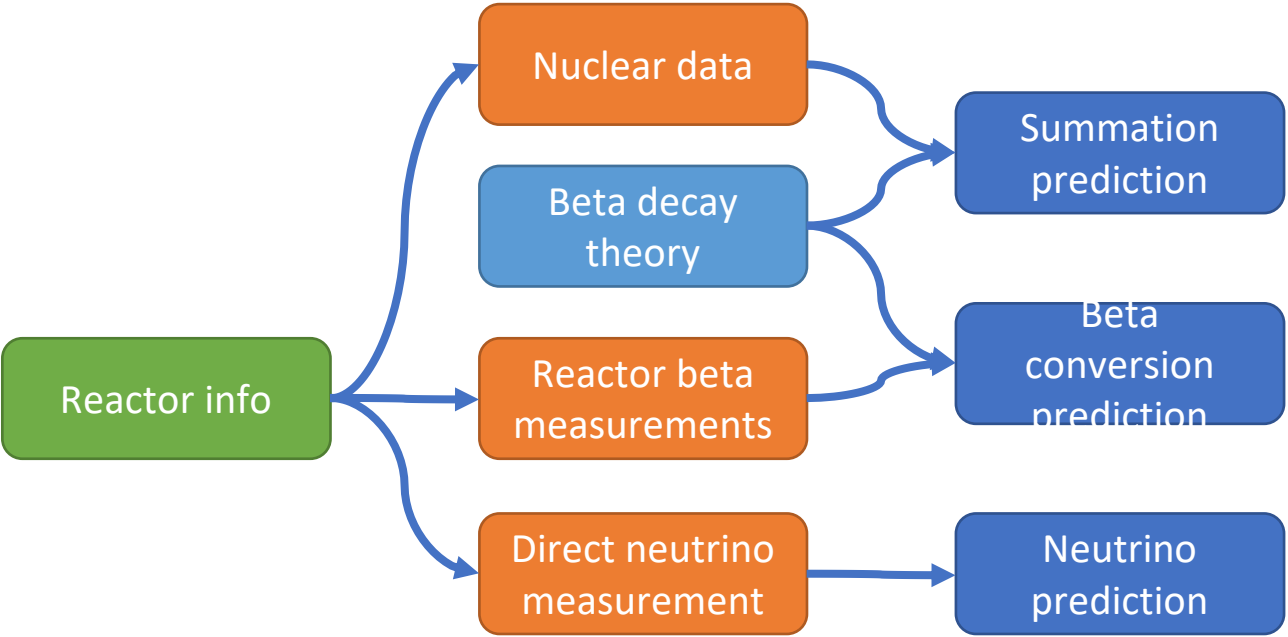 Nuclear data
Summation
prediction
Beta decay
theory
Beta
conversion
prediction
Reactor info
Reactor beta
measurements
Direct neutrino
measurement
Neutrino
prediction